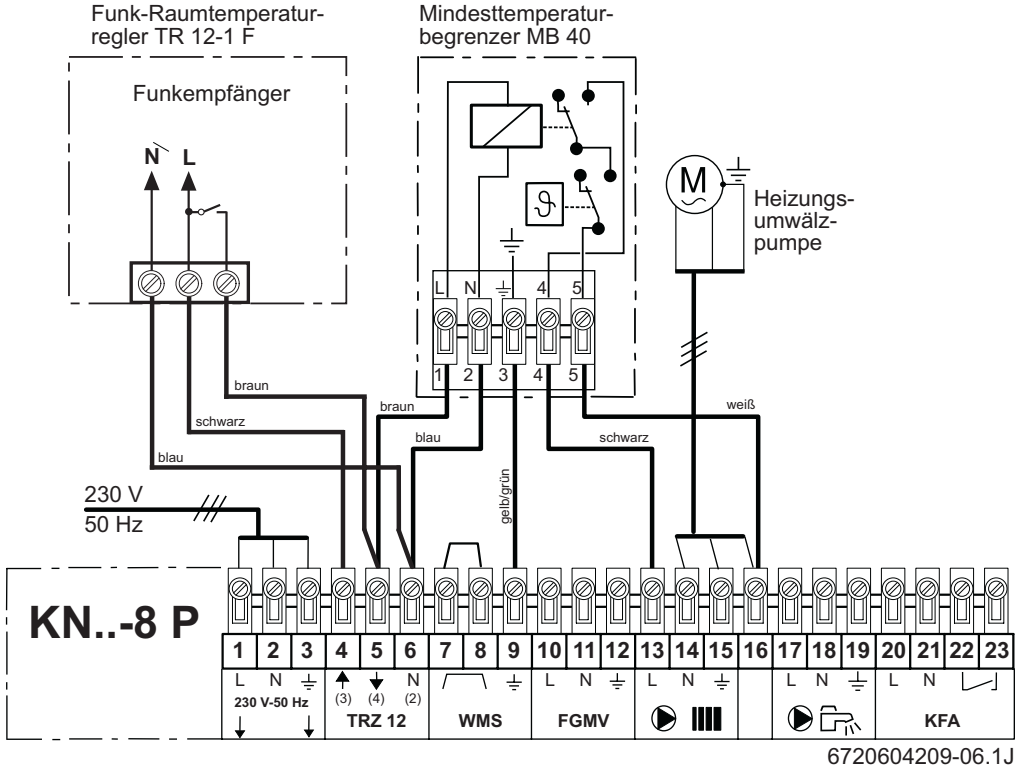 Funk-Raumtemperatur-
regler TR 12-1 F
Mindesttemperatur-
begrenzer MB 40
Funkempfänger
N L
M
Heizungs-
umwälz-
pumpe
ϑ
L N 4 5
1 2 3 4 5
braun
braun
weiß
schwarz
blau
schwarz
blau
gelb/grün
230 V
50 Hz
KN..-8 P
1 2 3 4 5 6 7 8 9 10 11 12 13 14 15 16 17 18 19 20 21 22 23
L N N L N L N L N L N
(3) (4) (2)
230 V-50 Hz
TRZ 12 WMS FGMV KFA
6720604209-06.1J